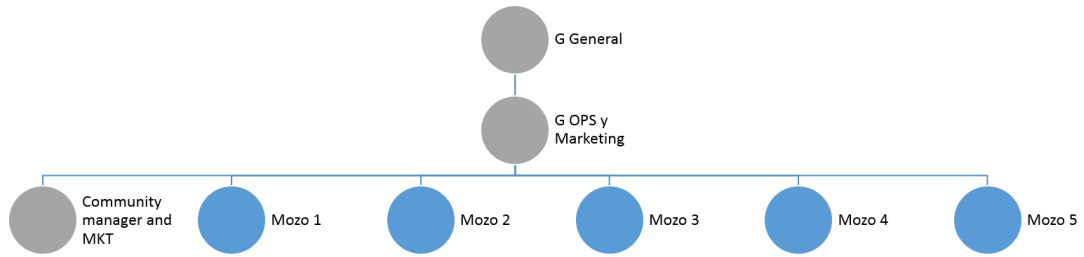 G General
G OPS y
Marketing
Community
manager and
MKT
Mozo 1
Mozo 2
Mozo 3
Mozo 4
Mozo 5